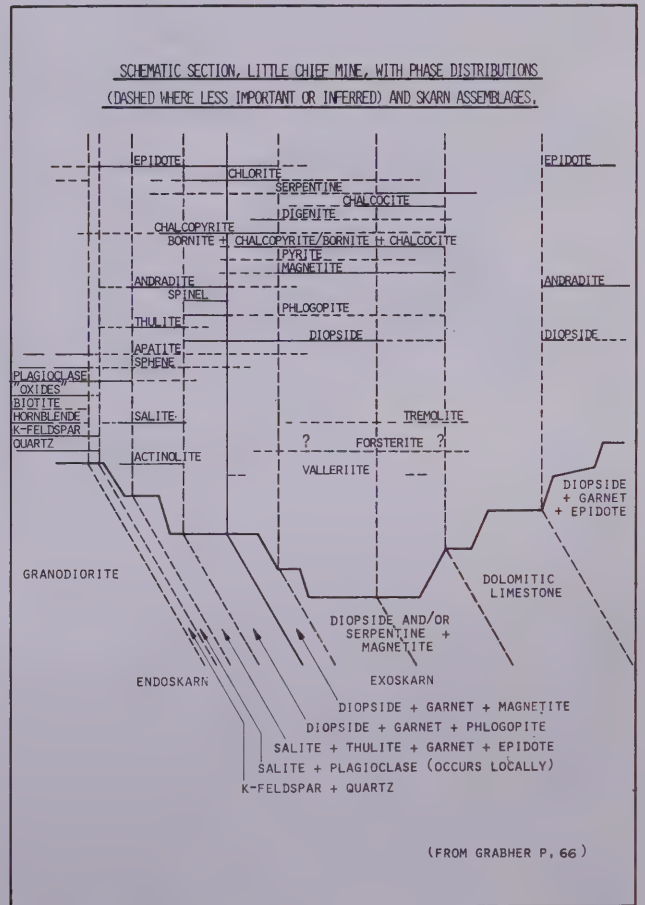 SCHEMATIC SECTION, LITTLE CHIEF MINE, WITH PHASE DISTRIBUTIONS
(DASHED WHERE LESS IMPORTANT OR INFERRED) AND SKARN ASSEMBLAGES.
EPIDOTE EPIDOTE
CHLORITE
SERPENTINE
CHALCOCITE
DIGENITE
CHALCOPYRITE
BORNITE + CHALCOPYRITE/BORNITE + CHALCOCITE
PYRITE
MAGNETITE
ANDRADITE ANDRADITE
SPINEL
PHLOGOPITE
THULITE
DIOPSIDE DIOPSIDE
APATITE
SPHENE
PLAGIOCLASE
"OXIDES"
BIOTITE
HORNBLENDE SALITE TREMOLITE
K-FELDSPAR
QUARTZ ? FORSTERITE ?
ACTINOLITE
VALLERIITE
DIOPSIDE
+ GARNET
+ EPIDOTE
GRANODIORITE
DOLOMITIC
LIMESTONE
DIOPSIDE AND/OR
SERPENTINE +
MAGNETITE
ENDOSKARN EXOSKARN
DIOPSIDE + GARNET + MAGNETITE
DIOPSIDE + GARNET + PHLOGOPITE
SALITE + THULITE + GARNET + EPIDOTE
SALITE + PLAGIOCLASE (OCCURS LOCALLY)
K-FELDSPAR + QUARTZ
(FROM GRABHER P. 66)